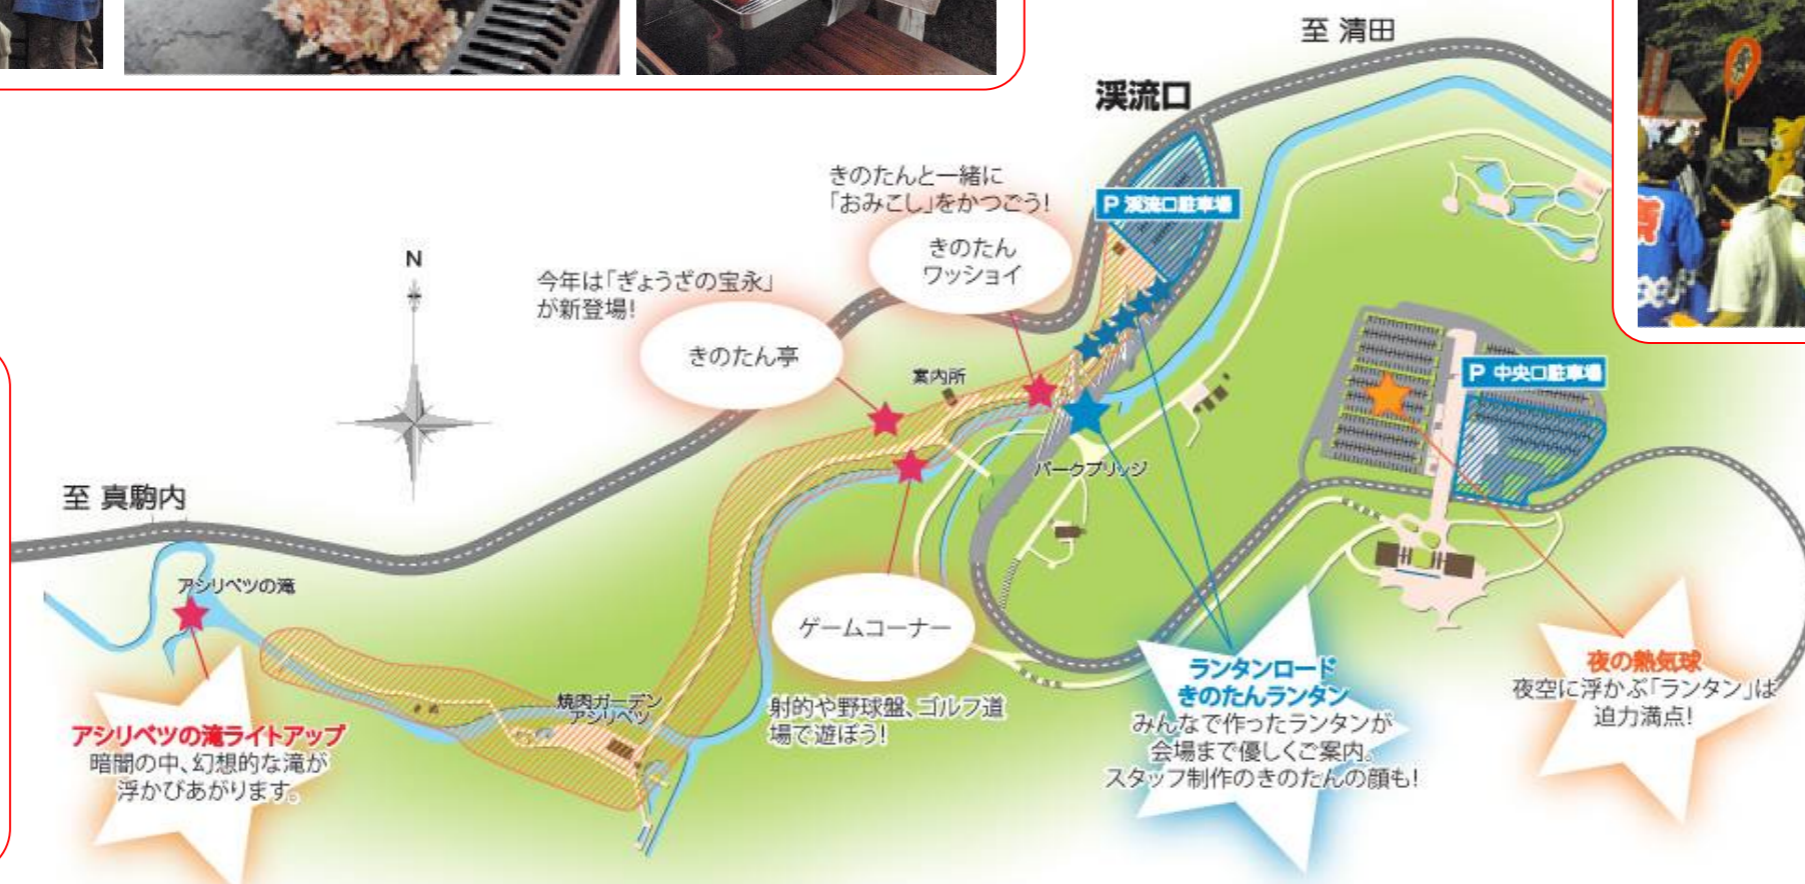 至 清田
渓流口
きのたんと一緒に
「おみこし」をかつごう!
P 渓流口駐車場
きのたん
ワッショイ
N
今年は「ぎょうざの宝永」
が新登場!
きのたん亭
案内所
P 中央口駐車場
パークブリッジ
至 真駒内
アシリベツの滝
ゲームコーナー
射的や野球盤、ゴルフ道
場で遊ぼう!
焼肉ガーデン
アシリベツ
アシリベツの滝ライトアップ
暗闇の中、幻想的な滝が
浮かびあがります。
ランタンロード
きのたんランタン
みんなで作ったランタンが
会場まで優しくご案内。
スタッフ制作のきのたんの顔も!
夜の熱気球
夜空に浮かぶ「ランタン」は
迫力満点!